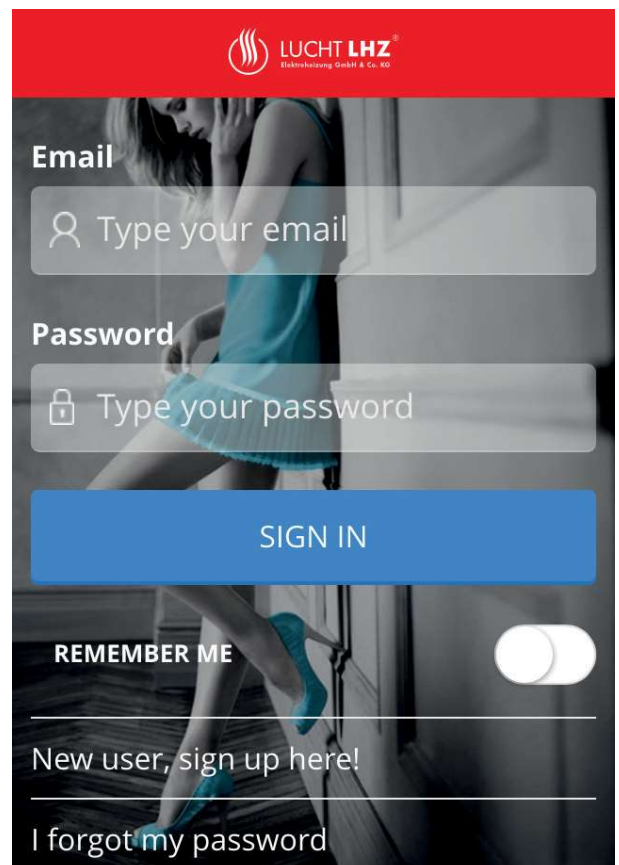 LUCHT LHZ®
Elektroheizung GmbH & Co. KG
Email
Type your email
Password
Type your password
SIGN IN
REMEMBER ME
New user, sign up here!
I forgot my password